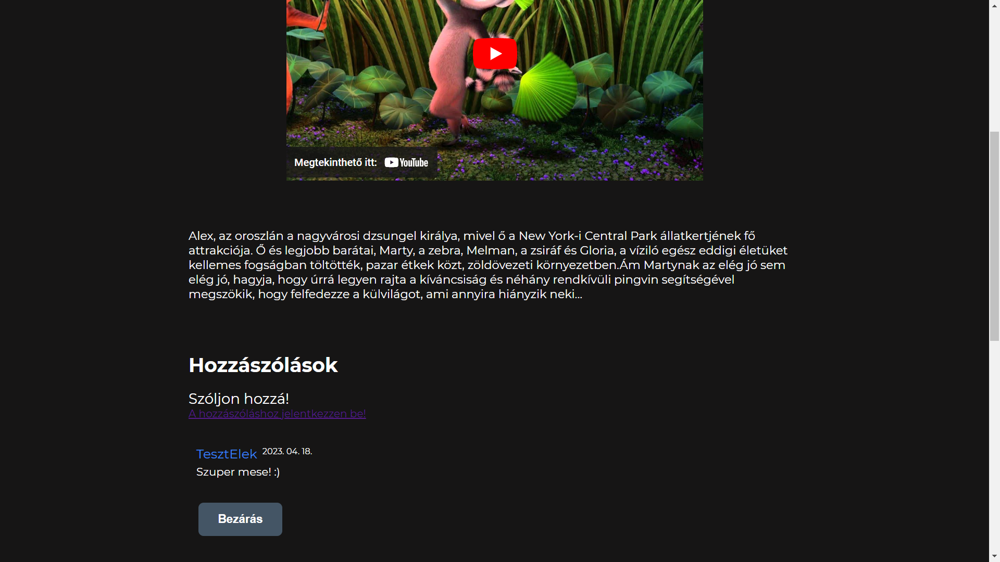 Megtekinthető itt: YouTube
Alex, az oroszlán a nagyvárosi dzsungel királya, mivel ő a New York-i Central Park állatkertjének fő
attrakciója. Ő és legjobb barátai, Marty, a zebra, Melman, a zsiráf és Gloria, a víziló egész eddigi életüket
kellemes fogságban töltötték, pazar étkek közt, zöldövezeti környezetben.Ám Martynak az elég jó sem
elég jó, hagyja, hogy úrrá legyen rajta a kíváncsiság és néhány rendkívüli pingvin segítségével
megszökik, hogy felfedezze a külvilágot, ami annyira hiányzik neki...
Hozzászólások
Szóljon hozzá!
A hozzászóláshoz jelentkezzen be!
TesztElek 2023. 04. 18.
Szuper mese! :)
Bezárás